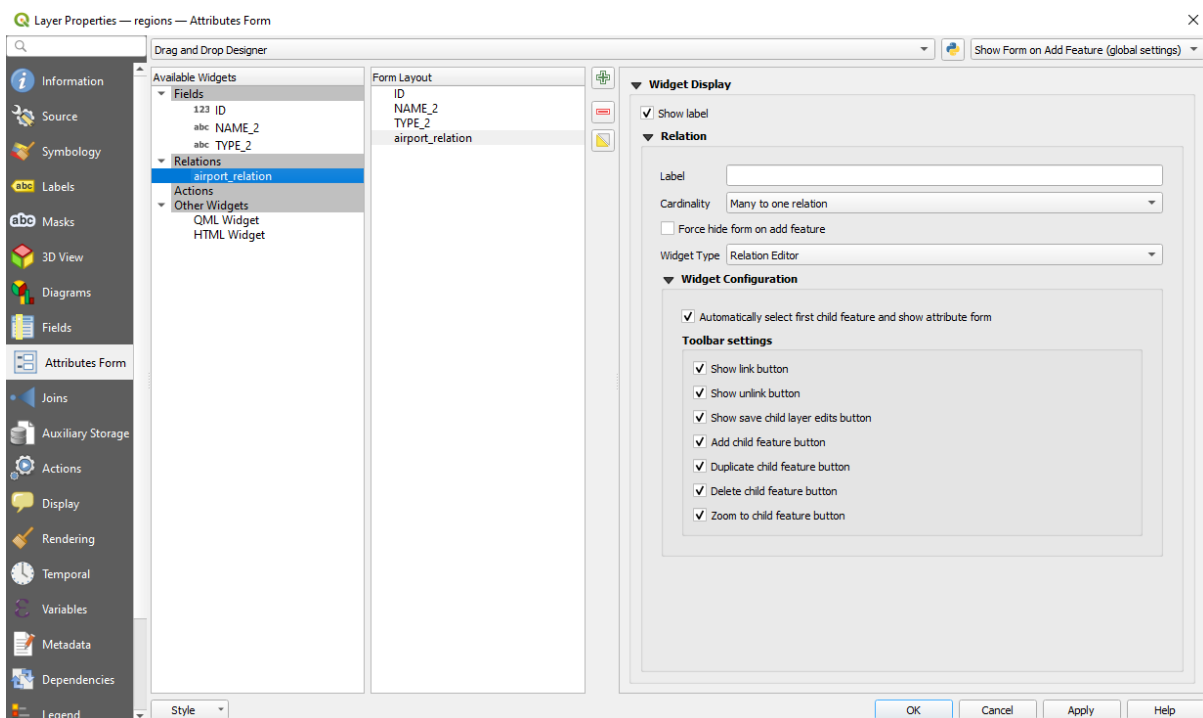 Layer Properties — regions — Attributes Form
Drag and Drop Designer
Show Form on Add Feature (global settings)
Information
Source
Symbology
abc Labels
abc Masks
3D View
Diagrams
Fields
Attributes Form
Joins
Auxiliary Storage
Actions
Display
Rendering
Temporal
Variables
Metadata
Dependencies
Legend
Available Widgets
Fields
123 ID
abc NAME_2
abc TYPE_2
Relations
airport_relation
Actions
Other Widgets
QML Widget
HTML Widget
Form Layout
ID
NAME_2
TYPE_2
airport_relation
Widget Display
Show label
Relation
Label
Cardinality Many to one relation
Force hide form on add feature
Widget Type Relation Editor
Widget Configuration
Automatically select first child feature and show attribute form
Toolbar settings
Show link button
Show unlink button
Show save child layer edits button
Add child feature button
Duplicate child feature button
Delete child feature button
Zoom to child feature button
Style
OK Cancel Apply Help